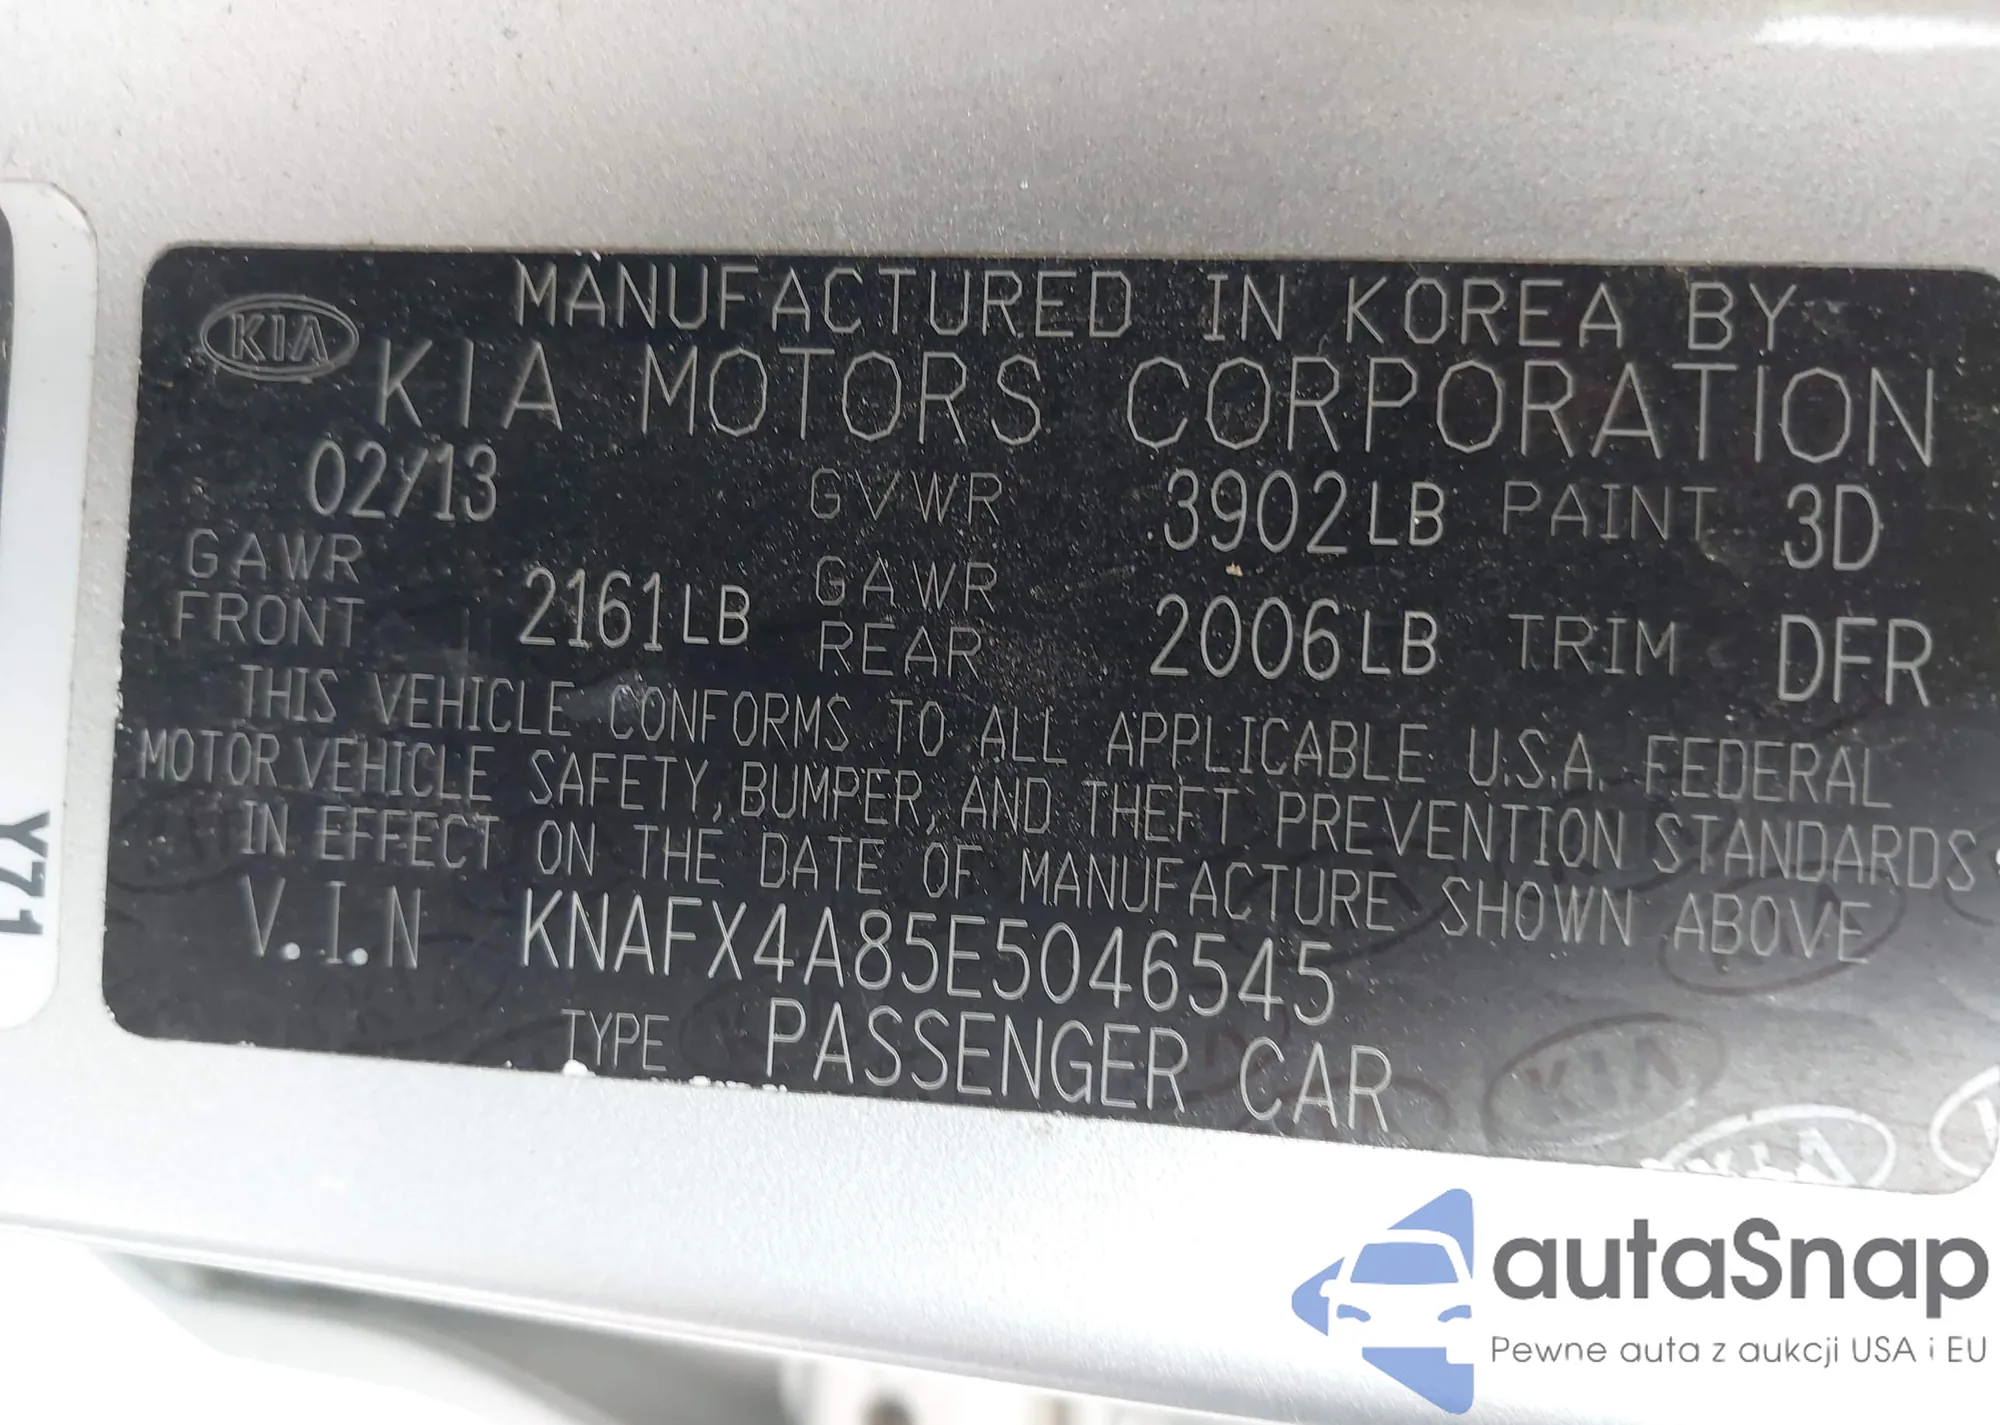 KIA
MANUFACTURED IN KOREA BY
KIA MOTORS CORPORATION
02/13 GVWR 3902LB PAINT 3D
GAWR FRONT 2161LB GAWR REAR 2006LB TRIM DFR
THIS VEHICLE CONFORMS TO ALL APPLICABLE U.S.A. FEDERAL
MOTOR VEHICLE SAFETY, BUMPER, AND THEFT PREVENTION STANDARDS
IN EFFECT ON THE DATE OF MANUFACTURE SHOWN ABOVE
V.I.N KNAFX4A85E5046545
TYPE PASSENGER CAR
KIA
KIA
Y71
autaSnap
Pewne auta z aukcji USA i EU